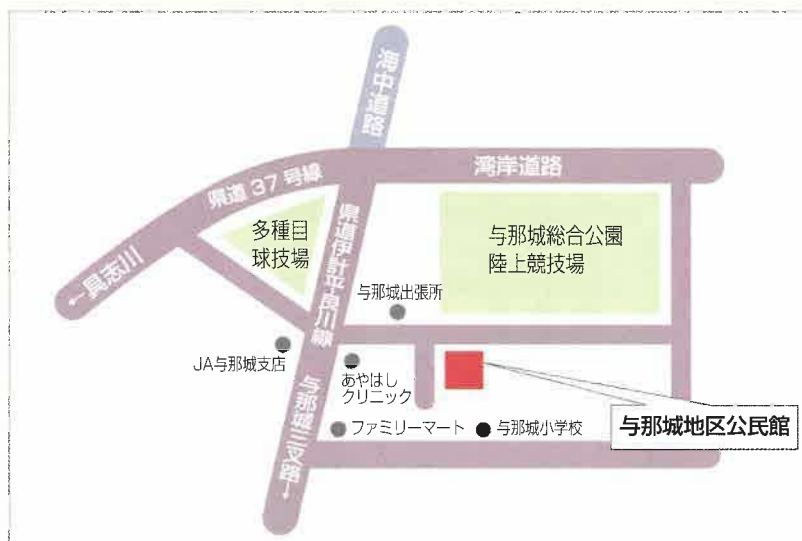 海中道路
湾岸道路
県道37号線
←具志川
多種目
球技場
県道伊計平良川線
与那城総合公園
陸上競技場
与那城出張所
JA与那城支店
あやはし
クリニック
与那城三叉路→
ファミリーマート
与那城小学校
与那城地区公民館